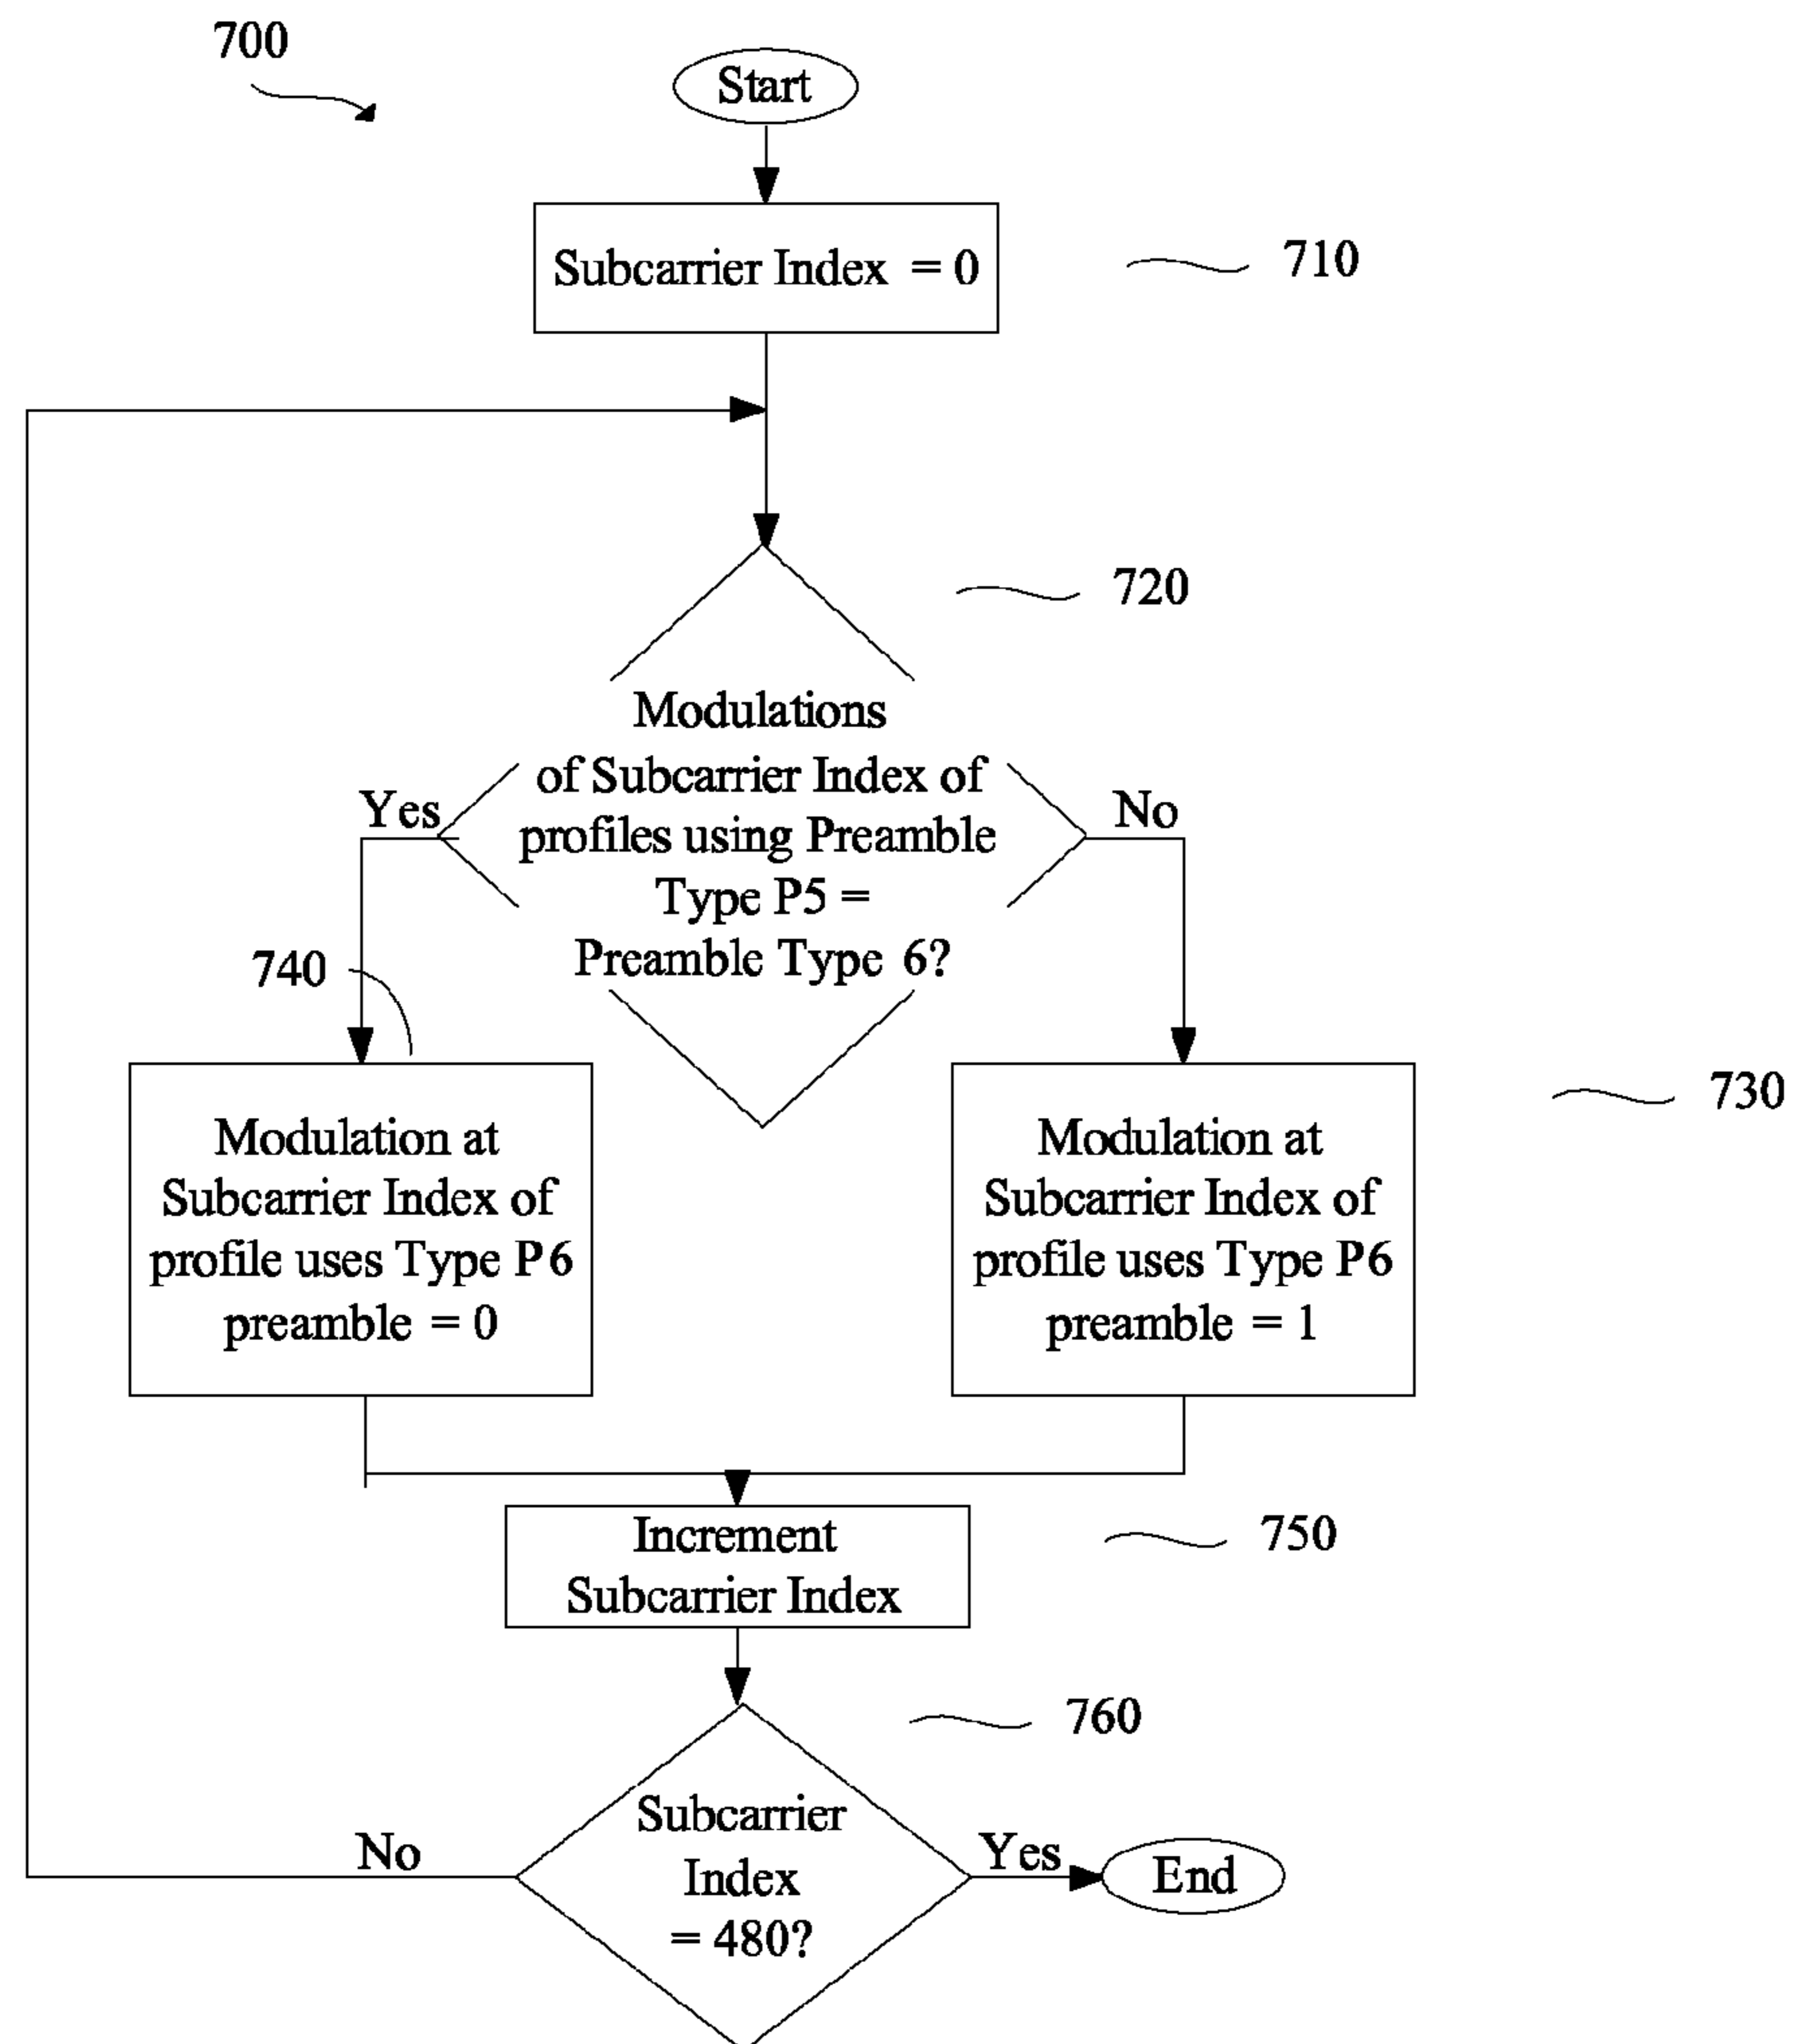 700
Start
Subcarrier Index = 0
710
720
Modulations
of Subcarrier Index of
profiles using Preamble
Type P5 =
Preamble Type 6?
Yes
No
740
730
Modulation at
Subcarrier Index of
profile uses Type P6
preamble = 0
Modulation at
Subcarrier Index of
profile uses Type P6
preamble = 1
Increment
Subcarrier Index
750
760
Subcarrier
Index
= 480?
No
Yes
End